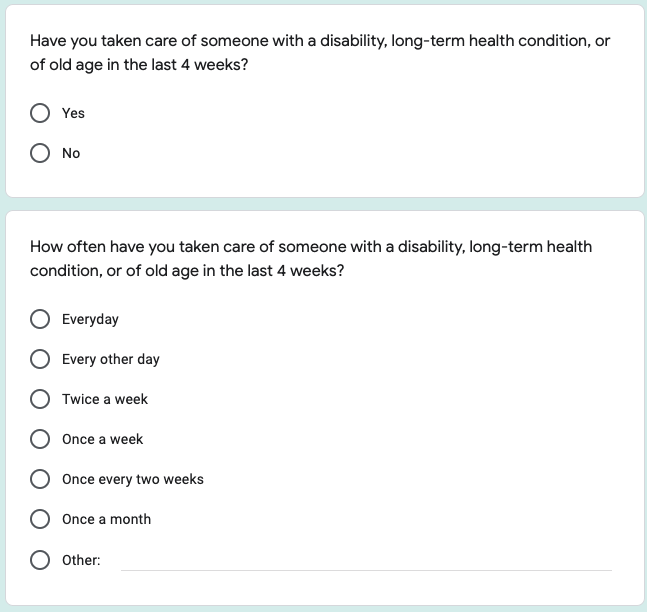 Have you taken care of someone with a disability, long-term health condition, or
of old age in the last 4 weeks?
Yes
No
How often have you taken care of someone with a disability, long-term health
condition, or of old age in the last 4 weeks?
Everyday
Every other day
Twice a week
Once a week
Once every two weeks
Once a month
Other: